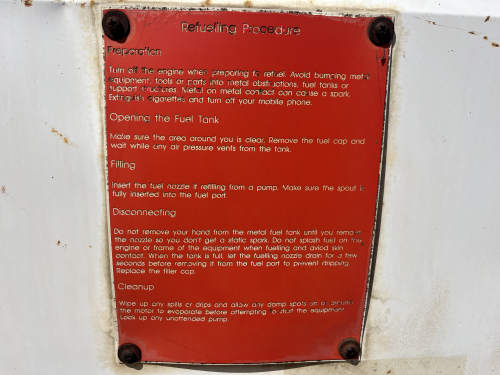 Refuelling Procedure
Preparation
Turn off the engine when preparing to refuel. Avoid bumping metal
equipment, tools or parts into metal obstructions, fuel tanks or
support structures. Metal on metal contact can cause a spark.
Extinguish cigarettes and turn off your mobile phone.
Opening the Fuel Tank
Make sure the area around you is clear. Remove the fuel cap and
wait while any air pressure vents from the tank.
Filling
Insert the fuel nozzle if refilling from a pump. Make sure the spout is
fully inserted into the fuel port.
Disconnecting
Do not remove your hand from the metal fuel tank until you remove
the nozzle so you don't get a static spark. Do not splash fuel on the
engine or frame of the equipment when fuelling and aviod skin
contact. When the tank is full, let the fuelling nozzle drain for a few
seconds before removing it from the fuel port to prevent dripping.
Replace the filler cap.
Cleanup
Wipe up any spills or drips and allow any damp spots on or around
the motor to evaporate before attempting to start the equipment.
Lock up any unattended pump.